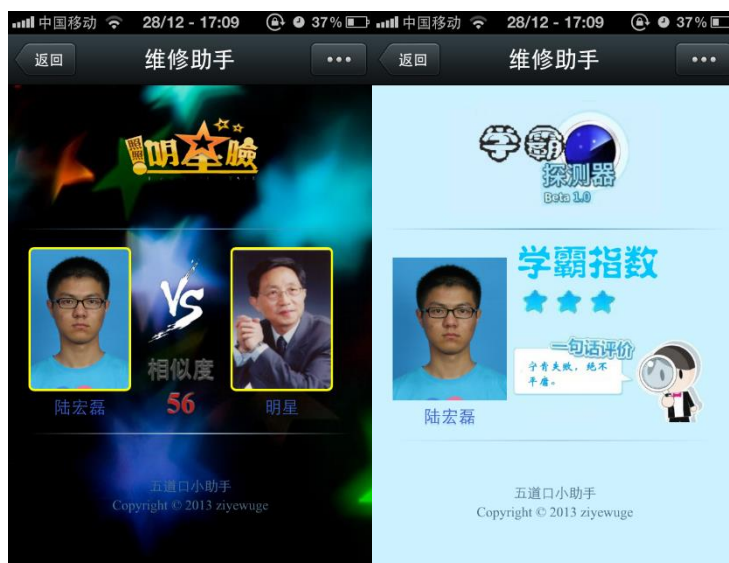 中国移动 28/12 - 17:09 37%
返回 维修助手
照照!明星脸
VS
相似度
陆宏磊 56 明星
五道口小助手
Copyright © 2013 ziyewuge
中国移动 28/12 - 17:09 37%
返回 维修助手
学霸
探测器
Beta 1.0
学霸指数
一句话评价
宁肯失败，绝不
平庸。
陆宏磊
五道口小助手
Copyright © 2013 ziyewuge